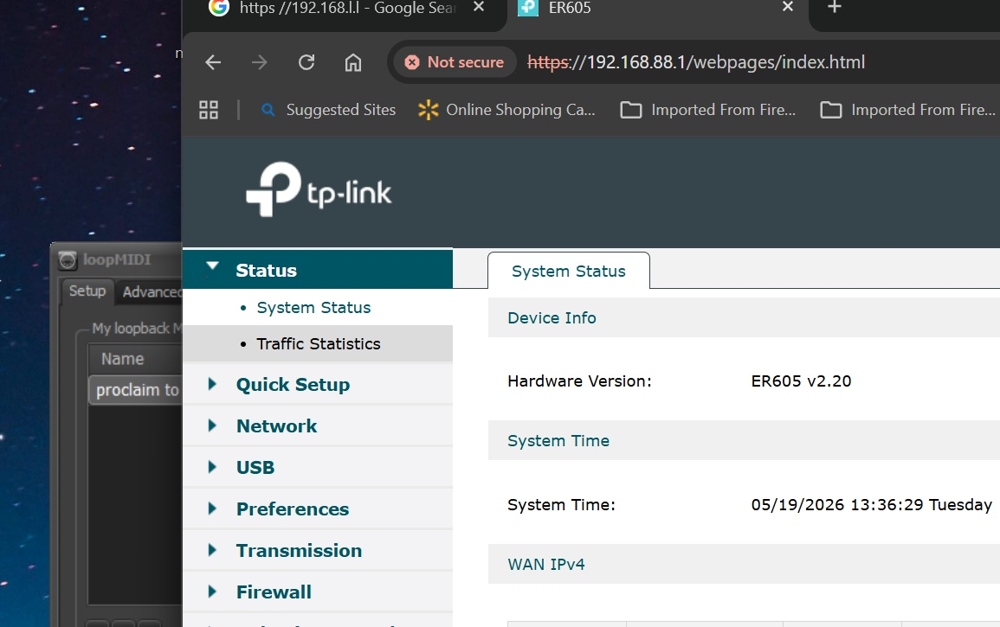 https //192.168.l.l - Google Sear
ER605
Not secure
https://192.168.88.1/webpages/index.html
Suggested Sites
Online Shopping Ca...
Imported From Fire...
Imported From Fire...
tp-link
loopMIDI
Setup
Advanced
My loopback M
Name
proclaim to
Status
System Status
Traffic Statistics
Quick Setup
Network
USB
Preferences
Transmission
Firewall
System Status
Device Info
Hardware Version: ER605 v2.20
System Time
System Time: 05/19/2026 13:36:29 Tuesday
WAN IPv4